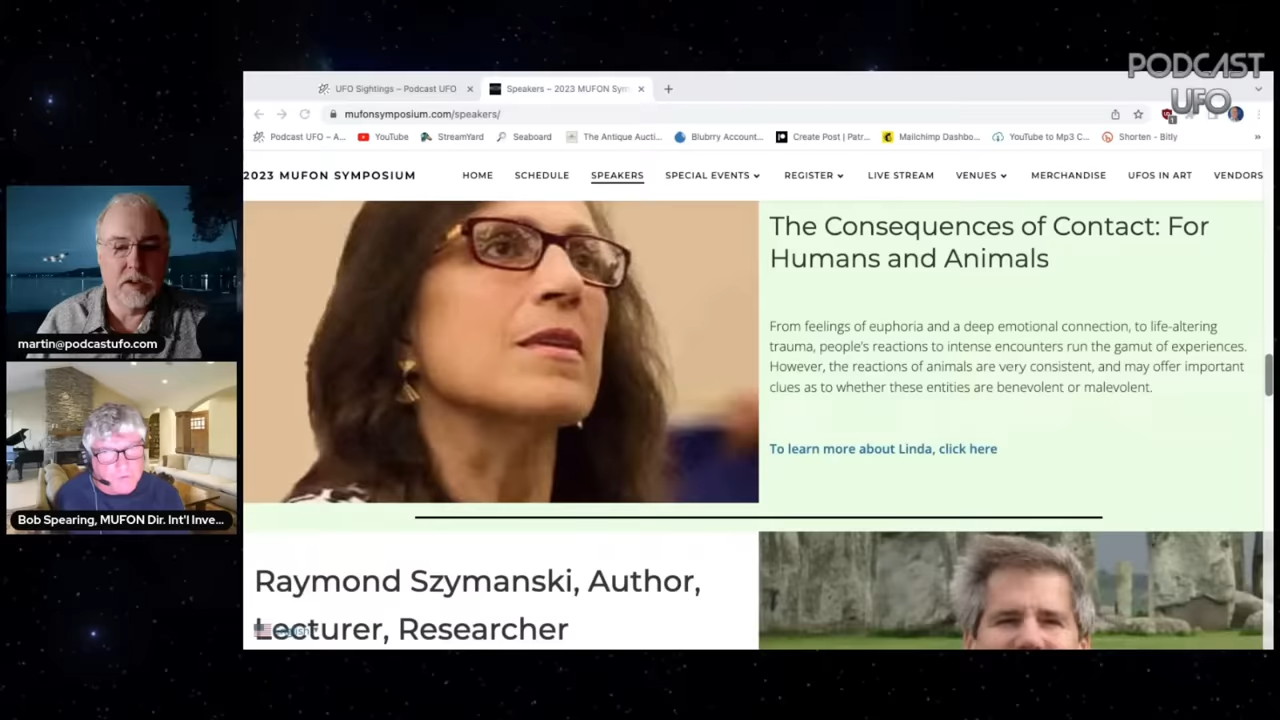 PODCAST
UFO
UFO Sightings – Podcast UFO
Speakers – 2023 MUFON Sym
mufonsymposium.com/speakers/
Podcast UFO – A...
YouTube
StreamYard
Seaboard
The Antique Aucti...
Blubrry Account...
Create Post | Patr...
Mailchimp Dashbo...
YouTube to Mp3 C...
Shorten - Bitly
2023 MUFON SYMPOSIUM
HOME
SCHEDULE
SPEAKERS
SPECIAL EVENTS
REGISTER
LIVE STREAM
VENUES
MERCHANDISE
UFOS IN ART
VENDORS
The Consequences of Contact: For
Humans and Animals
From feelings of euphoria and a deep emotional connection, to life-altering
trauma, people's reactions to intense encounters run the gamut of experiences.
However, the reactions of animals are very consistent, and may offer important
clues as to whether these entities are benevolent or malevolent.
To learn more about Linda, click here
Raymond Szymanski, Author,
Lecturer, Researcher
English
martin@podcastufo.com
Bob Spearing, MUFON Dir. Int'l Inve...